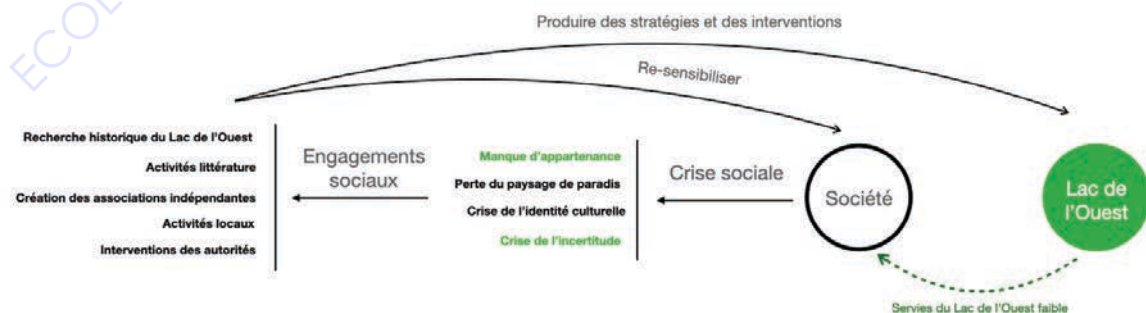 Produire des stratégies et des interventions
Re-sensibiliser
ECOL
Recherche historique du Lac de l'Ouest
Activités littérature
Création des associations indépendantes
Activités locaux
Interventions des autorités
Engagements
sociaux
Manque d'appartenance
Perte du paysage de paradis
Crise de l'identité culturelle
Crise de l'incertitude
Crise sociale
Société
Lac de
l'Ouest
Servies du Lac de l'Ouest faible